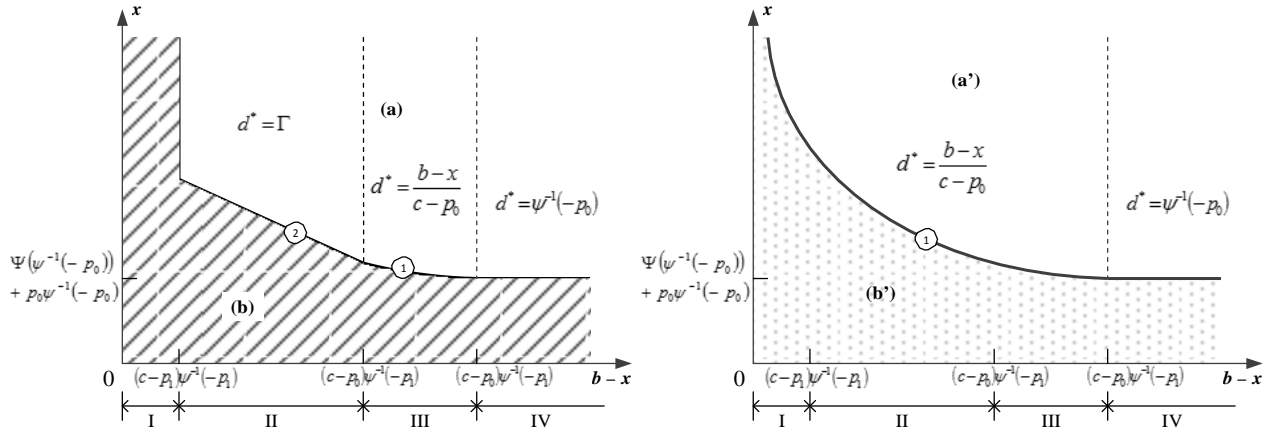 x
(a)
d* = Γ
d* = b − x / c − p₀
d* = ψ⁻¹(−p₀)
2
1
Ψ(ψ⁻¹(− p₀))
+ p₀ψ⁻¹(− p₀)
(b)
0
(c−p₁)ψ⁻¹(−p₁)
(c−p₀)ψ⁻¹(−p₁)
(c−p₀)ψ⁻¹(−p₁)
b − x
I
II
III
IV
x
(a’)
d* = b − x / c − p₀
d* = ψ⁻¹(−p₀)
1
Ψ(ψ⁻¹(− p₀))
+ p₀ψ⁻¹(− p₀)
(b’)
0
(c−p₁)ψ⁻¹(−p₁)
(c−p₀)ψ⁻¹(−p₁)
(c−p₀)ψ⁻¹(−p₁)
b − x
I
II
III
IV